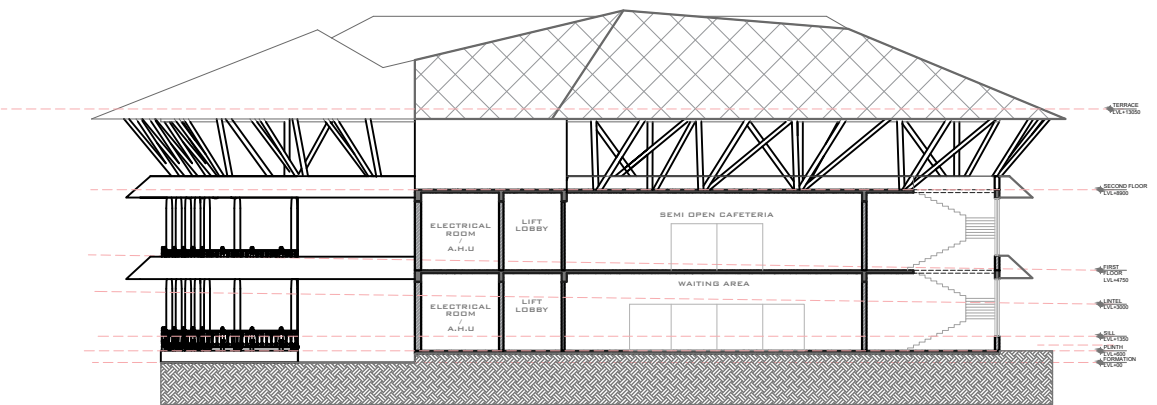 TERRACE
LVL+13050
SECOND FLOOR
LVL+8900
SEMI OPEN CAFETERIA
ELECTRICAL
ROOM
/
A.H.U
LIFT
LOBBY
FIRST
FLOOR
LVL+4750
WAITING AREA
ELECTRICAL
ROOM
/
A.H.U
LIFT
LOBBY
LINTEL
LVL+3000
SILL
LVL+1350
PLINTH
LVL+600
FORMATION
LVL+00